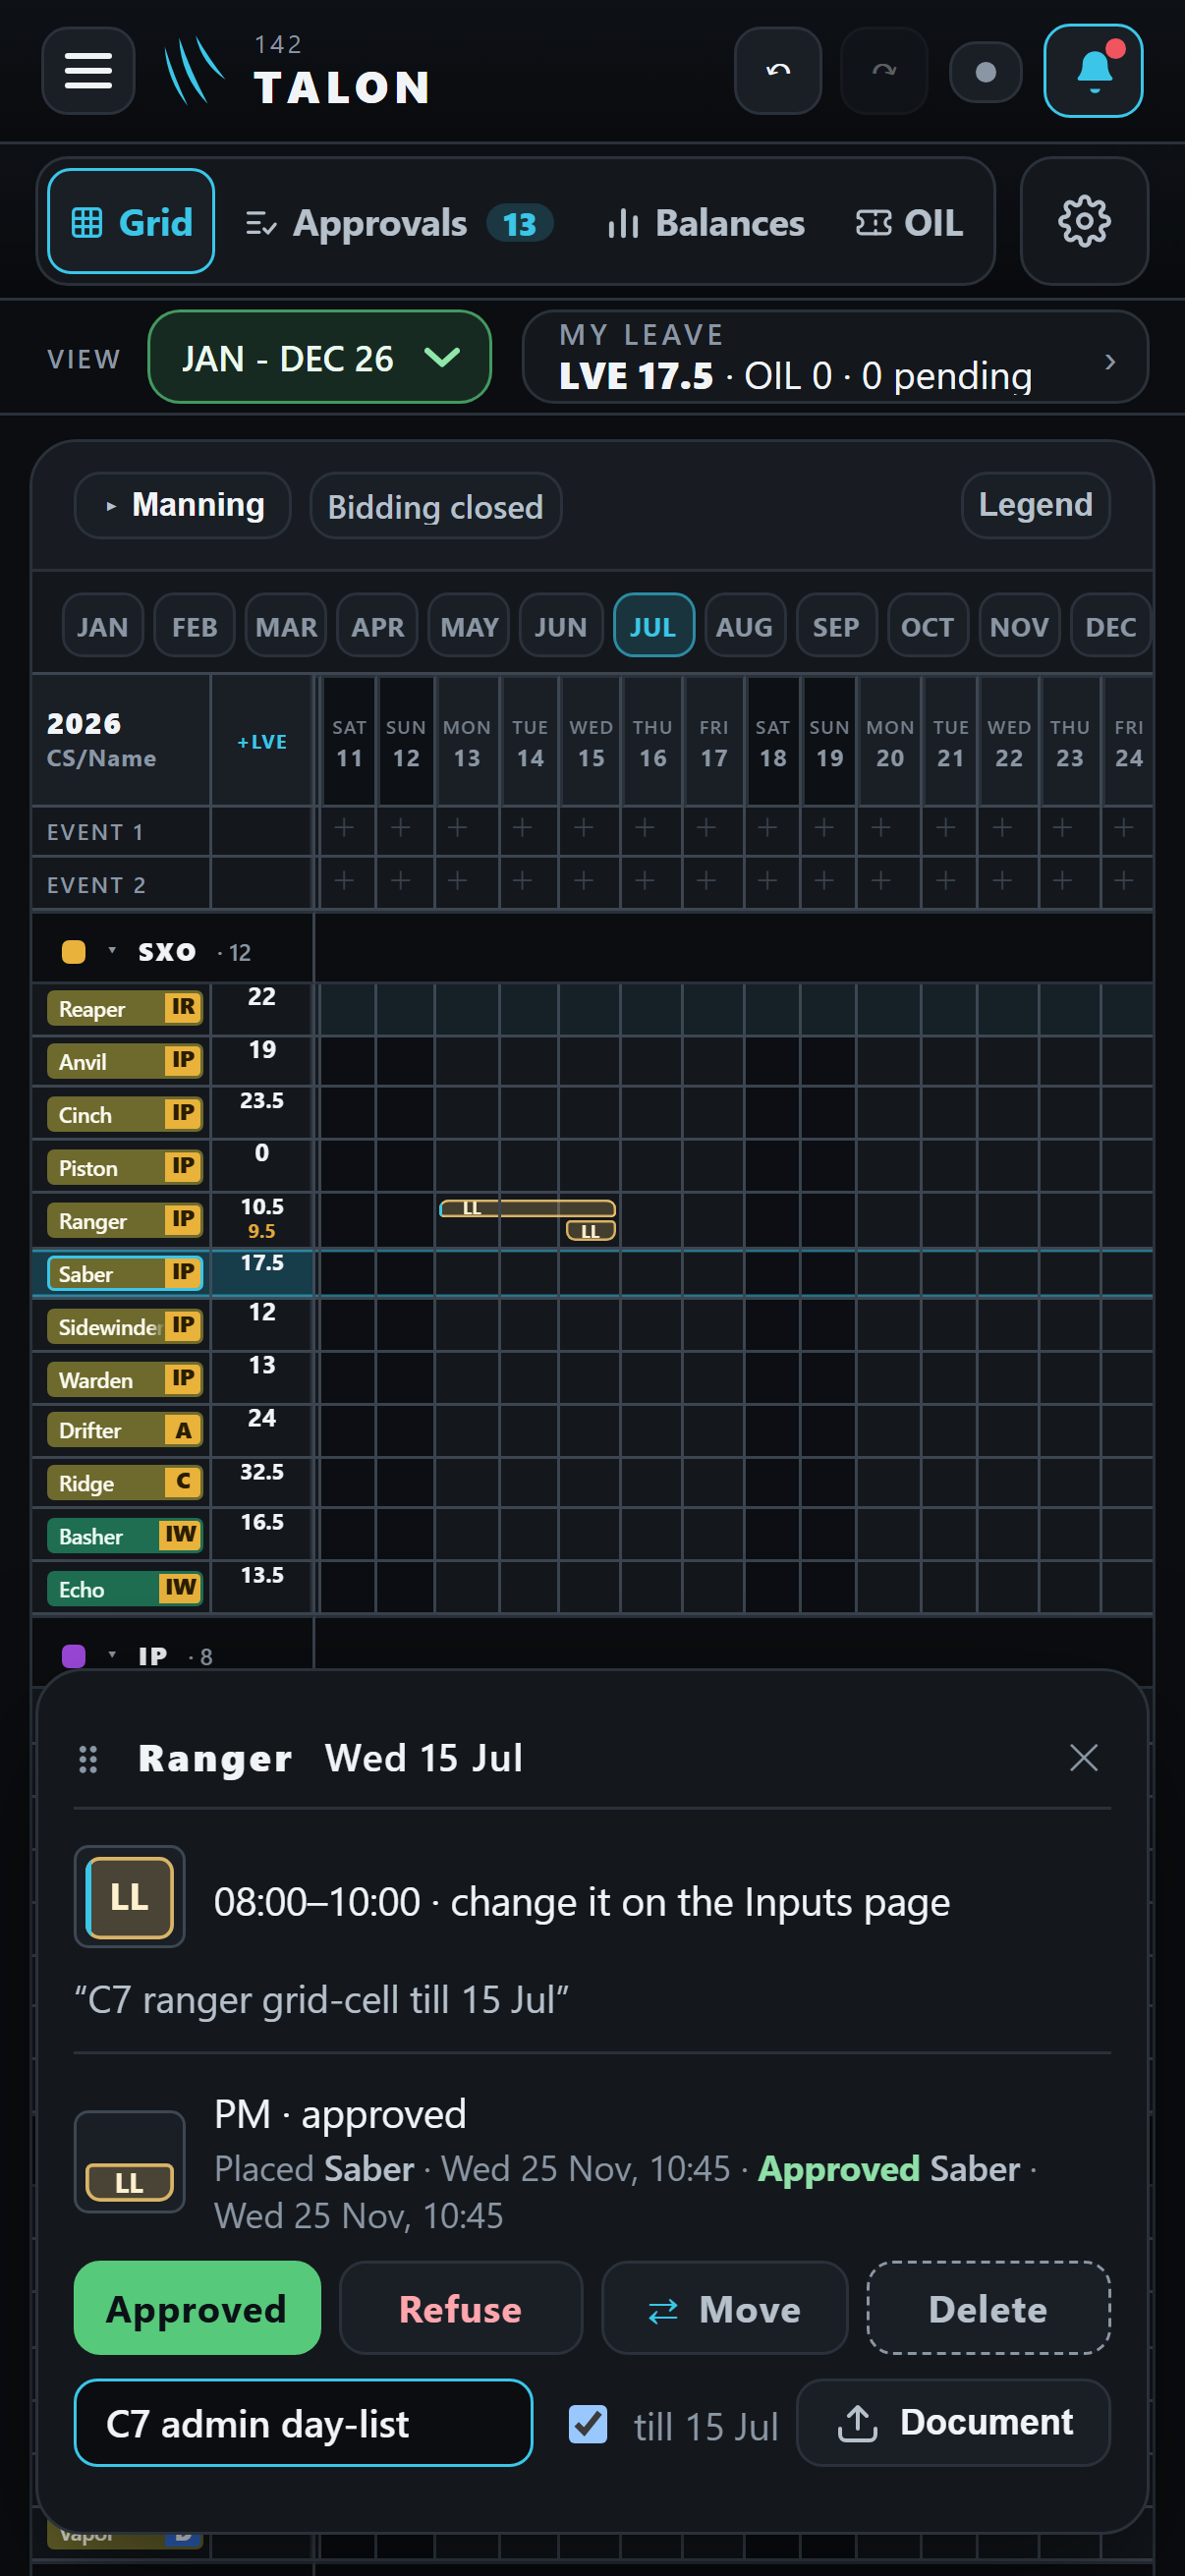 142
TALON
Grid
Approvals 13
Balances
OIL
VIEW
JAN - DEC 26
MY LEAVE
LVE 17.5 · OIL 0 · 0 pending
Manning
Bidding closed
Legend
JAN FEB MAR APR MAY JUN JUL AUG SEP OCT NOV DEC
2026
CS/Name
+LVE
SAT 11
SUN 12
MON 13
TUE 14
WED 15
THU 16
FRI 17
SAT 18
SUN 19
MON 20
TUE 21
WED 22
THU 23
FRI 24
EVENT 1
EVENT 2
SXO · 12
Reaper IR 22
Anvil IP 19
Cinch IP 23.5
Piston IP 0
Ranger IP 10.5 LL
9.5 LL
Saber IP 17.5
Sidewinder IP 12
Warden IP 13
Drifter A 24
Ridge C 32.5
Basher IW 16.5
Echo IW 13.5
IP · 8
Ranger Wed 15 Jul
LL 08:00–10:00 · change it on the Inputs page
“C7 ranger grid-cell till 15 Jul”
PM · approved
LL
Placed Saber · Wed 25 Nov, 10:45 · Approved Saber ·
Wed 25 Nov, 10:45
Approved
Refuse
Move
Delete
C7 admin day-list
till 15 Jul
Document